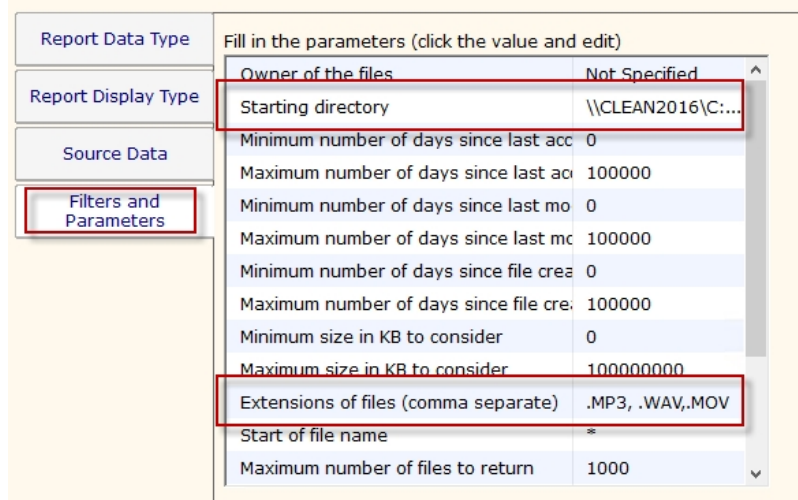 Report Data Type
Report Display Type
Source Data
Filters and
Parameters
Fill in the parameters (click the value and edit)
Owner of the files Not Specified
Starting directory \\CLEAN2016\C:...
Minimum number of days since last acc 0
Maximum number of days since last ac 100000
Minimum number of days since last mo 0
Maximum number of days since last mo 100000
Minimum number of days since file crea 0
Maximum number of days since file cre 100000
Minimum size in KB to consider 0
Maximum size in KB to consider 100000000
Extensions of files (comma separate) .MP3, .WAV,.MOV
Start of file name *
Maximum number of files to return 1000